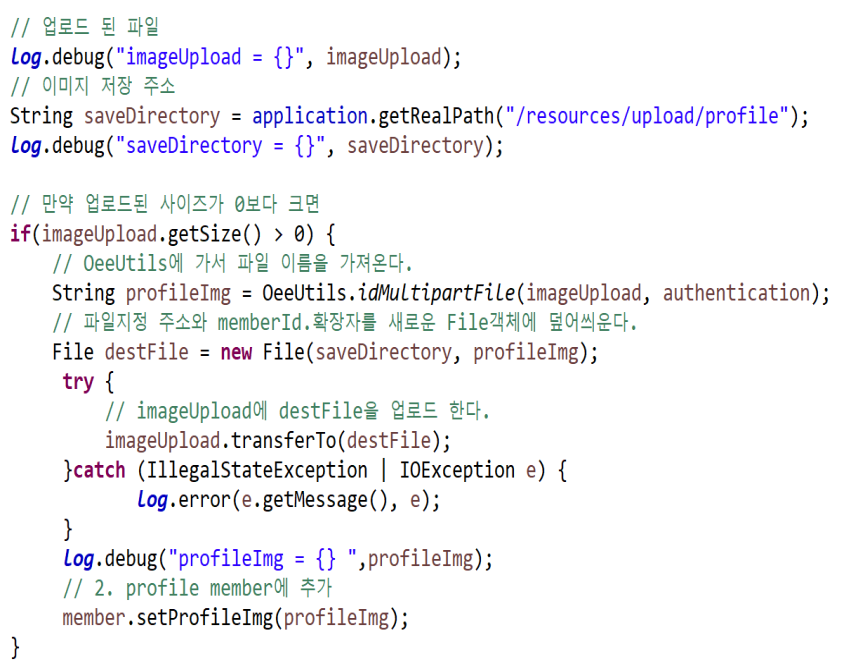 // 업로드 된 파일
log.debug("imageUpload = {}", imageUpload);
// 이미지 저장 주소
String saveDirectory = application.getRealPath("/resources/upload/profile");
log.debug("saveDirectory = {}", saveDirectory);
// 만약 업로드된 사이즈가 0보다 크면
if(imageUpload.getSize() > 0) {
// OeeUtils에 가서 파일 이름을 가져온다.
String profileImg = OeeUtils.idMultipartFile(imageUpload, authentication);
// 파일지정 주소와 memberId.확장자를 새로운 File객체에 덮어씌운다.
File destFile = new File(saveDirectory, profileImg);
try {
// imageUpload에 destFile을 업로드 한다.
imageUpload.transferTo(destFile);
}catch (IllegalStateException | IOException e) {
log.error(e.getMessage(), e);
}
log.debug("profileImg = {} ",profileImg);
// 2. profile member에 추가
member.setProfileImg(profileImg);
}